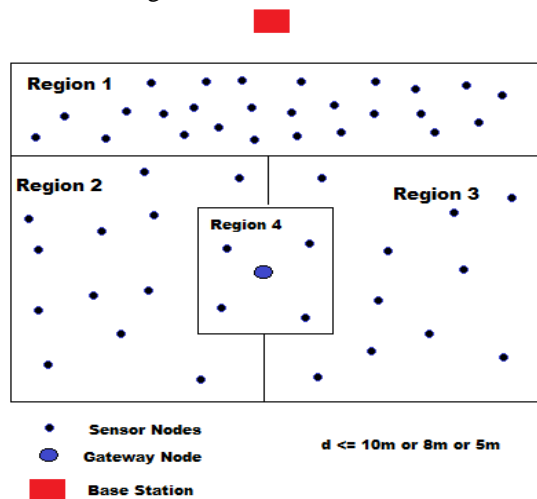 Region 1
Region 2
Region 3
Region 4
Sensor Nodes
d <= 10m or 8m or 5m
Gateway Node
Base Station